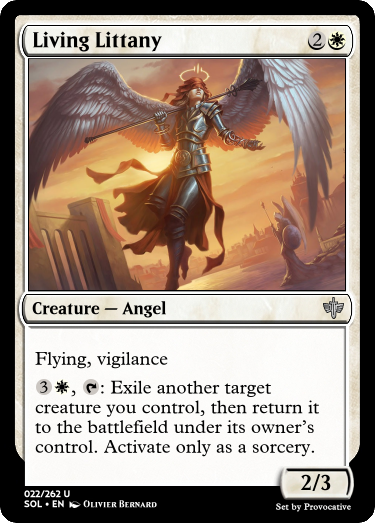 Living Littany
2
Creature — Angel
Flying, vigilance
3, : Exile another target
creature you control, then return it
to the battlefield under its owner's
control. Activate only as a sorcery.
2/3
022/262 U
SOL • EN Olivier Bernard
Set by Provocative